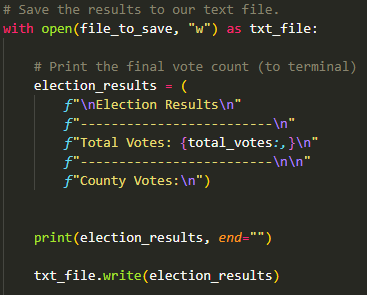 # Save the results to our text file.
with open(file_to_save, "w") as txt_file:
# Print the final vote count (to terminal)
election_results = (
f"\nElection Results\n"
f"-------------------------\n"
f"Total Votes: {total_votes:,}\n"
f"-------------------------\n\n"
f"County Votes:\n")
print(election_results, end="")
txt_file.write(election_results)